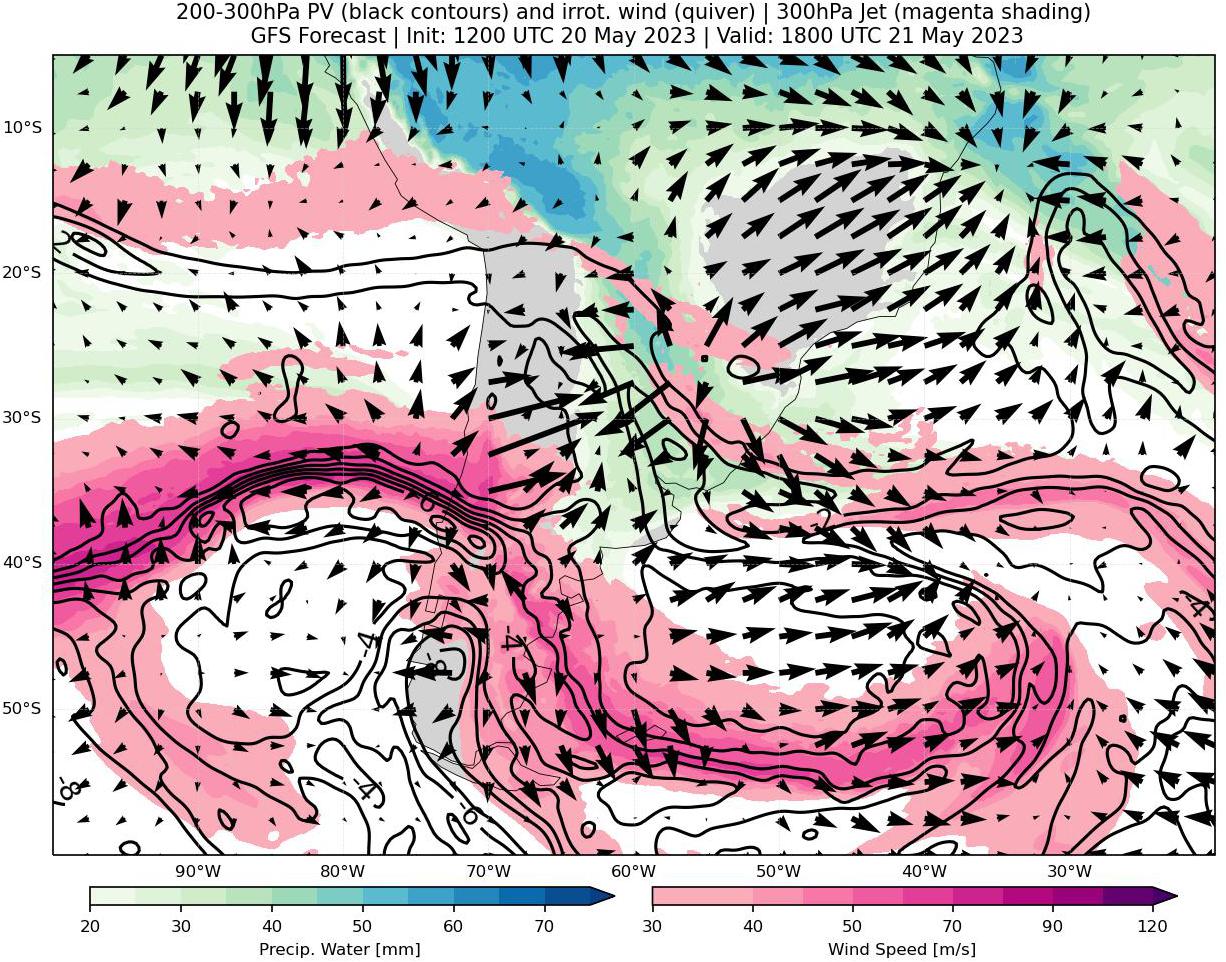 200-300hPa PV (black contours) and irrot. wind (quiver) | 300hPa Jet (magenta shading)
GFS Forecast | Init: 1200 UTC 20 May 2023 | Valid: 1800 UTC 21 May 2023
10°S
20°S
30°S
40°S
-4
-4
-8
50°S
-8
-4
90°W 80°W 70°W 60°W 50°W 40°W 30°W
20 30 40 50 60 70
30 40 50 70 90 120
Precip. Water [mm]
Wind Speed [m/s]